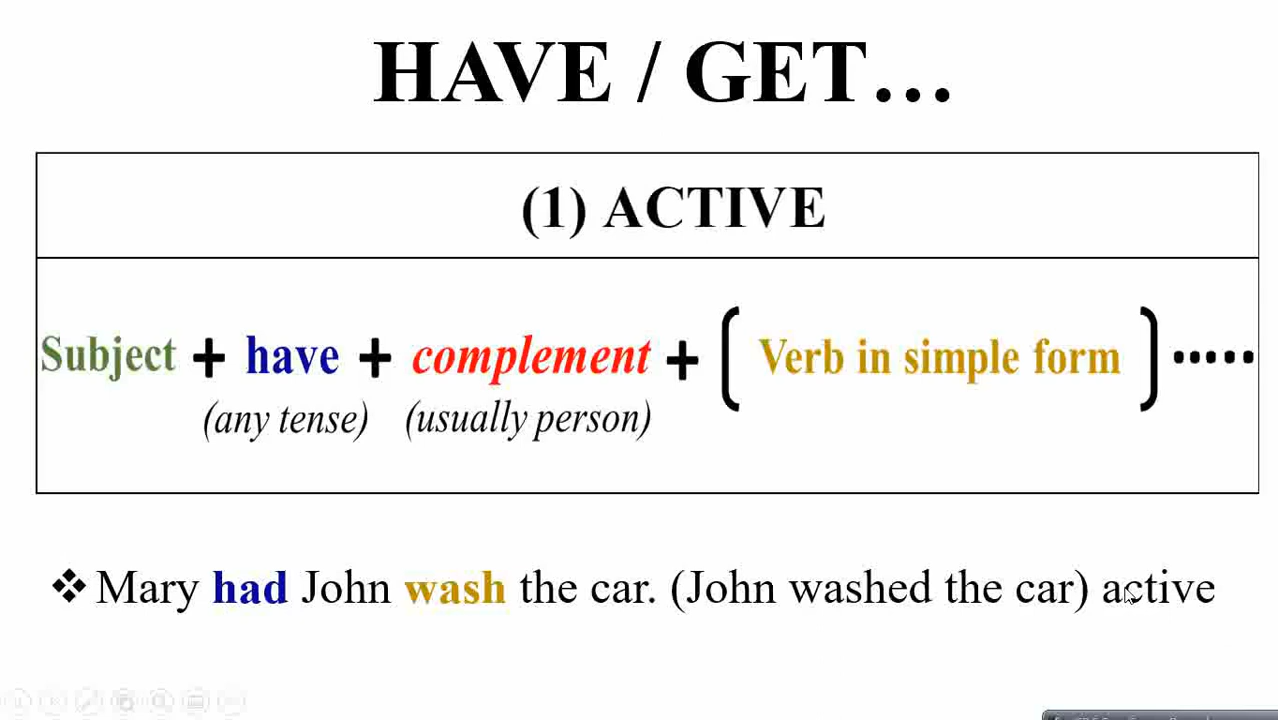 HAVE / GET…
(1) ACTIVE
Subject + have + complement + [ Verb in simple form ] .....
(any tense) (usually person)
❖ Mary had John wash the car. (John washed the car) active